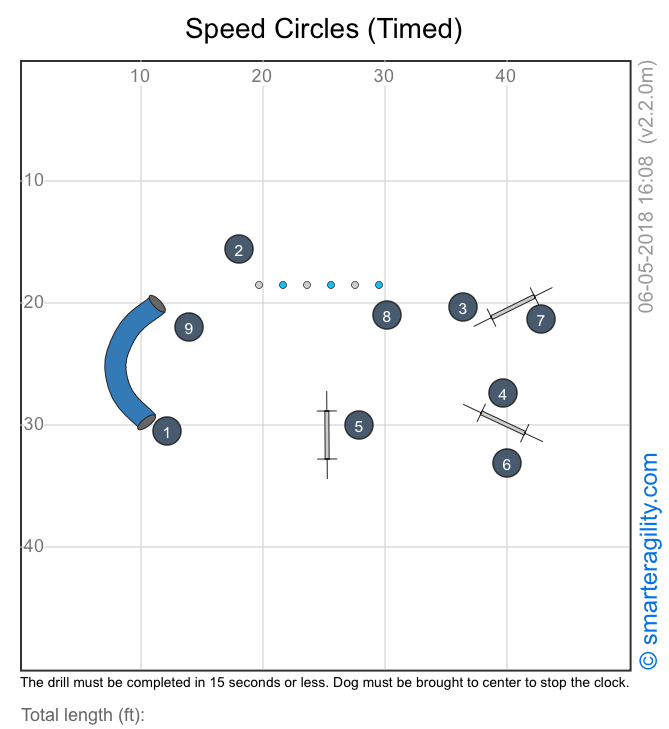 Speed Circles (Timed)
10 20 30 40
10
2
20 3
8 7
9
4
30 1 5
6
40
06-05-2018 16:08 (v2.2.0m)
© smarteragility.com
The drill must be completed in 15 seconds or less. Dog must be brought to center to stop the clock.
Total length (ft):